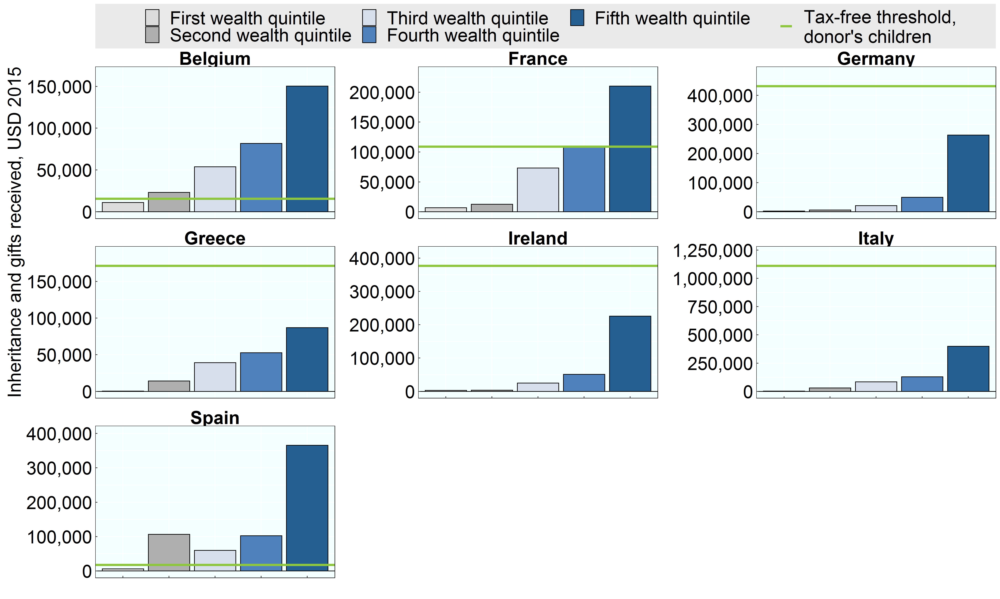 First wealth quintile
Second wealth quintile
Third wealth quintile
Fourth wealth quintile
Fifth wealth quintile
Tax-free threshold,
donor's children
Inheritance and gifts received, USD 2015
Belgium
150,000
100,000
50,000
0
France
200,000
150,000
100,000
50,000
0
Germany
400,000
300,000
200,000
100,000
0
Greece
150,000
100,000
50,000
0
Ireland
400,000
300,000
200,000
100,000
0
Italy
1,250,000
1,000,000
750,000
500,000
250,000
0
Spain
400,000
300,000
200,000
100,000
0